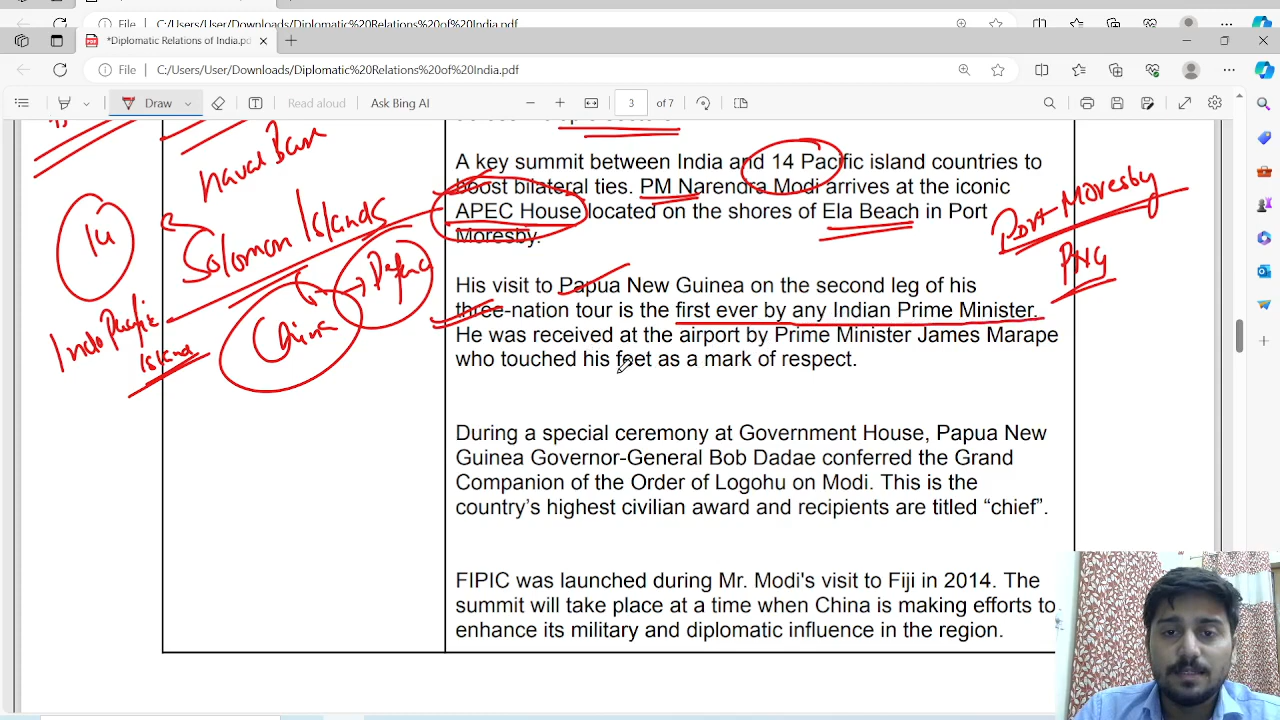 File C:/Users/User/Downloads/Diplomatic%20Relations%20of%20India.pdf
*Diplomatic Relations of India.pd
File C:/Users/User/Downloads/Diplomatic%20Relations%20of%20India.pdf
Draw Read aloud Ask Bing AI 3 of 7
A key summit between India and 14 Pacific island countries to
boost bilateral ties. PM Narendra Modi arrives at the iconic
APEC House located on the shores of Ela Beach in Port
Moresby.
His visit to Papua New Guinea on the second leg of his
three-nation tour is the first ever by any Indian Prime Minister.
He was received at the airport by Prime Minister James Marape
who touched his feet as a mark of respect.
During a special ceremony at Government House, Papua New
Guinea Governor-General Bob Dadae conferred the Grand
Companion of the Order of Logohu on Modi. This is the
country's highest civilian award and recipients are titled “chief”.
FIPIC was launched during Mr. Modi's visit to Fiji in 2014. The
summit will take place at a time when China is making efforts to
enhance its military and diplomatic influence in the region.
Naval Base
14
Solomon Islands
China
Indo Pacific
Island
Port-Moresby
PNG